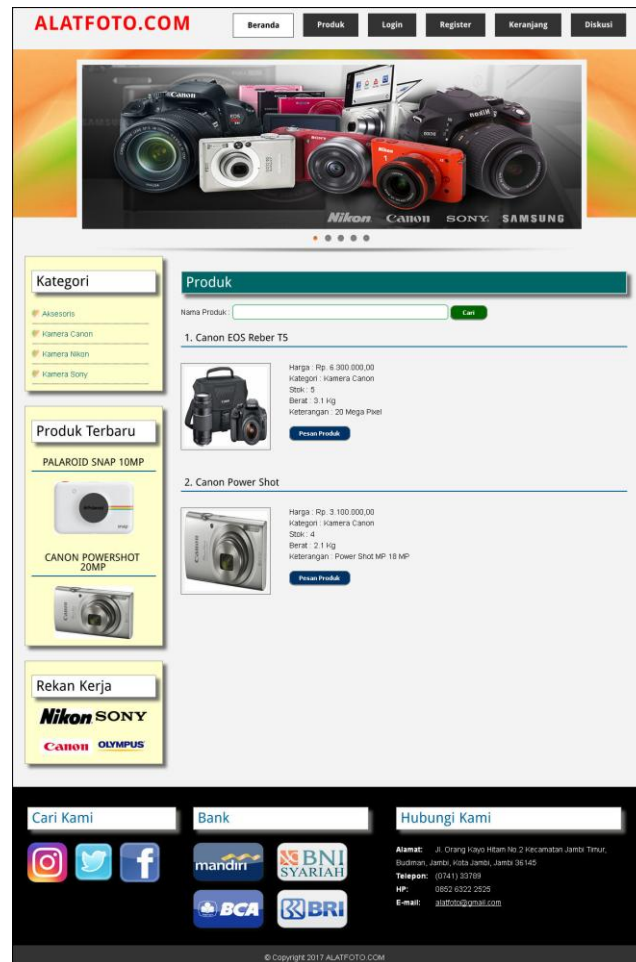 ALATFOTO.COM
Beranda
Produk
Login
Register
Keranjang
Diskusi
Canon
SONY
Nikon
Nikon Canon SONY SAMSUNG
Kategori
Aksesoris
Kamera Canon
Kamera Nikon
Kamera Sony
Produk Terbaru
PALAROID SNAP 10MP
CANON POWERSHOT
20MP
Rekan Kerja
Nikon SONY
Canon OLYMPUS
Produk
Nama Produk :
Cari
1. Canon EOS Reber T5
Harga : Rp. 6.300.000,00
Kategori : Kamera Canon
Stok : 5
Berat : 3.1 Kg
Keterangan : 20 Mega Pixel
Pesan Produk
2. Canon Power Shot
Harga : Rp. 3.100.000,00
Kategori : Kamera Canon
Stok : 4
Berat : 2.1 Kg
Keterangan : Power Shot MP 18 MP
Pesan Produk
Cari Kami
Bank
mandiri
BNI
SYARIAH
BCA
BRI
Hubungi Kami
Alamat: Jl. Orang Kayo Hitam No.2 Kecamatan Jambi Timur,
Budiman, Jambi, Kota Jambi, Jambi 36145
Telepon: (0741) 33789
HP: 0852 6322 2525
E-mail: alatfoto@gmail.com
© Copyright 2017 ALATFOTO.COM